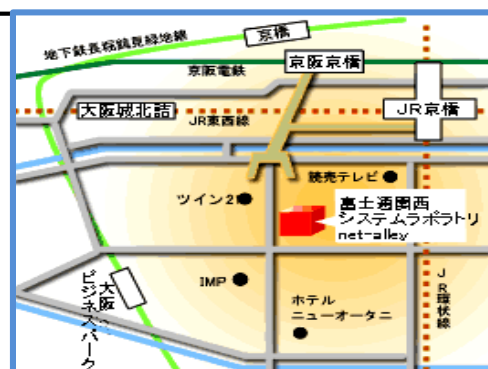 地下鉄長堀鶴見緑地線
京橋
京阪電鉄
京阪京橋
大阪城北詰
JR東西線
JR京橋
読売テレビ
ツイン21
富士通関西
システムラボラトリ
net-alley
大阪
ビジネスパーク
IMP
ホテル
ニューオータニ
JR環状線